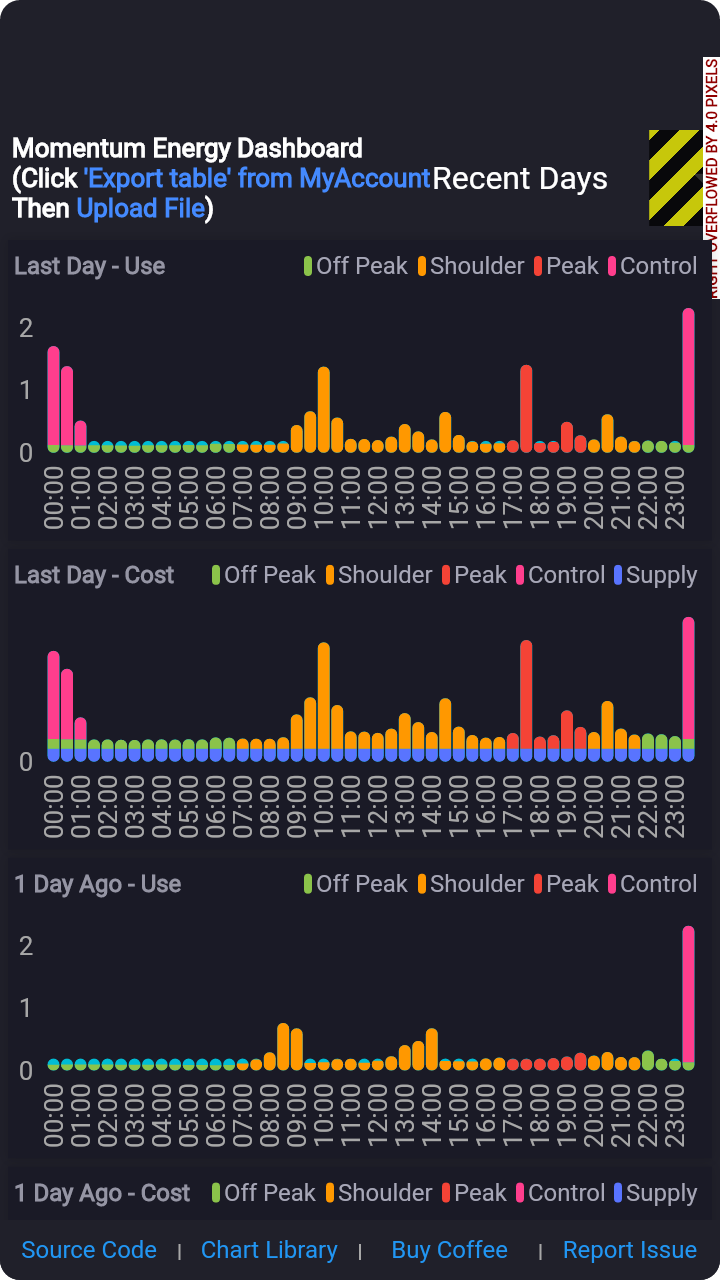 Momentum Energy Dashboard
(Click 'Export table' from MyAccount
Then Upload File)
Recent Days
RIGHT OVERFLOWED BY 4.0 PIXELS
Last Day - Use
Off Peak Shoulder Peak Control
2
1
0
00:00 01:00 02:00 03:00 04:00 05:00 06:00 07:00 08:00 09:00 10:00 11:00 12:00 13:00 14:00 15:00 16:00 17:00 18:00 19:00 20:00 21:00 22:00 23:00
Last Day - Cost
Off Peak Shoulder Peak Control Supply
0
00:00 01:00 02:00 03:00 04:00 05:00 06:00 07:00 08:00 09:00 10:00 11:00 12:00 13:00 14:00 15:00 16:00 17:00 18:00 19:00 20:00 21:00 22:00 23:00
1 Day Ago - Use
Off Peak Shoulder Peak Control
2
1
0
00:00 01:00 02:00 03:00 04:00 05:00 06:00 07:00 08:00 09:00 10:00 11:00 12:00 13:00 14:00 15:00 16:00 17:00 18:00 19:00 20:00 21:00 22:00 23:00
1 Day Ago - Cost
Off Peak Shoulder Peak Control Supply
Source Code | Chart Library | Buy Coffee | Report Issue